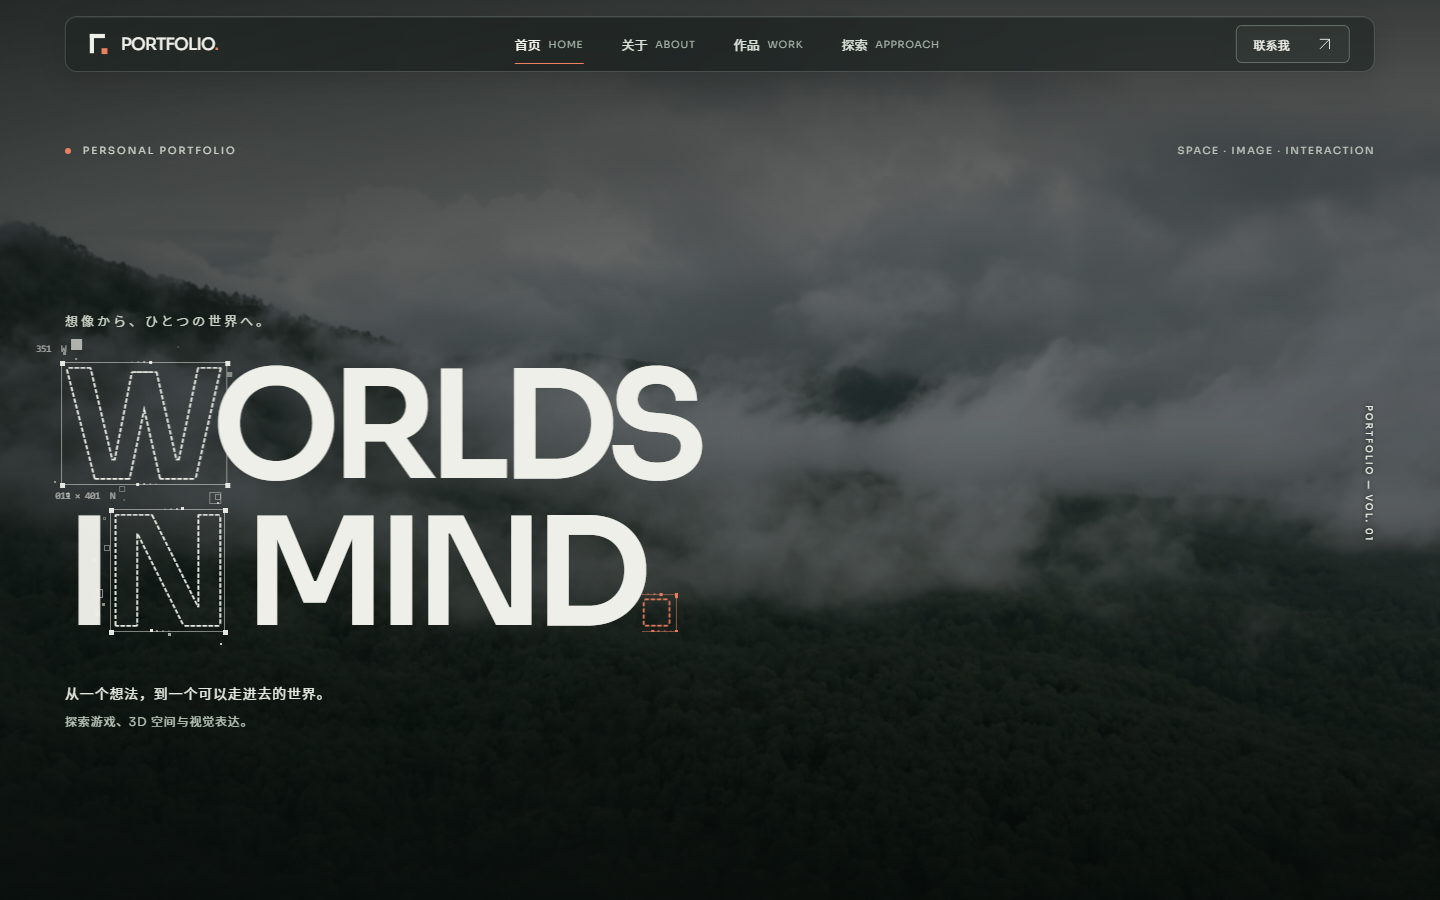 PORTFOLIO.
首页 HOME
关于 ABOUT
作品 WORK
探索 APPROACH
联系我
PERSONAL PORTFOLIO
SPACE · IMAGE · INTERACTION
想像から、ひとつの世界へ。
351 W
WORLDS
× 401 N
IN MIND.
PORTFOLIO — VOL. 01
从一个想法，到一个可以走进去的世界。
探索游戏、3D 空间与视觉表达。